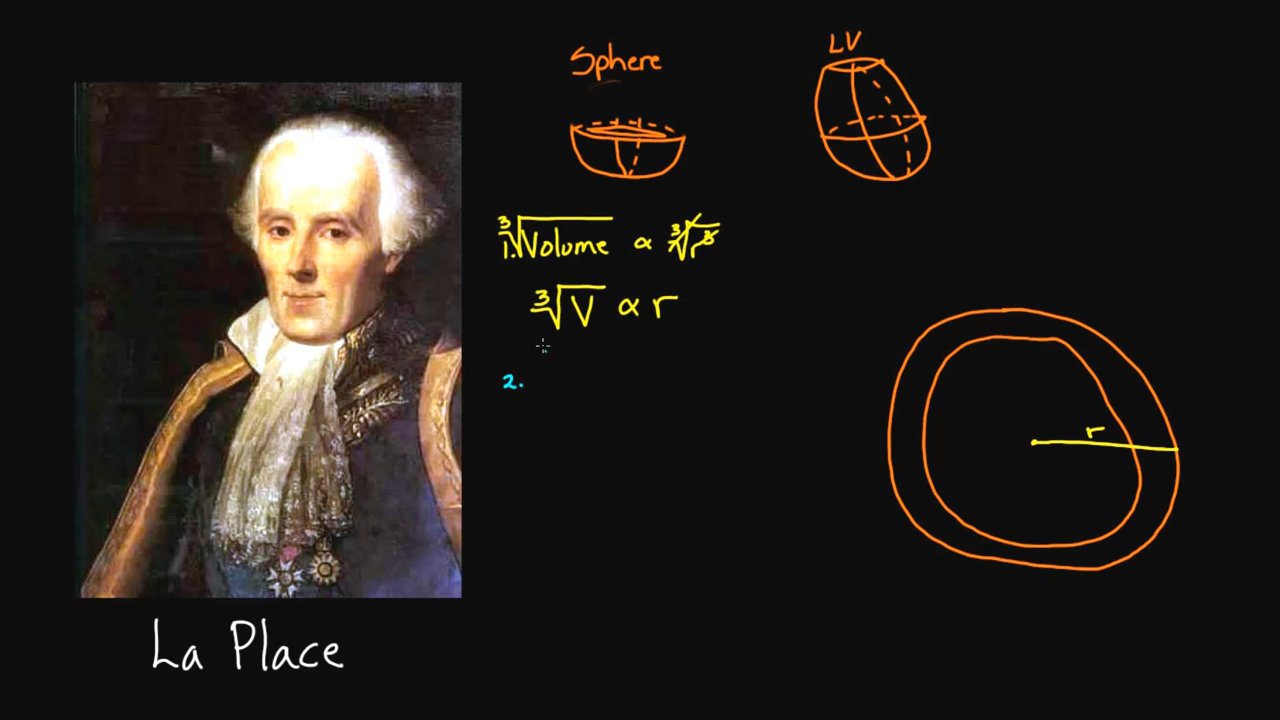 Sphere
LV
1. ∛Volume ∝ ∛r³
∛V ∝ r
2.
r
La Place